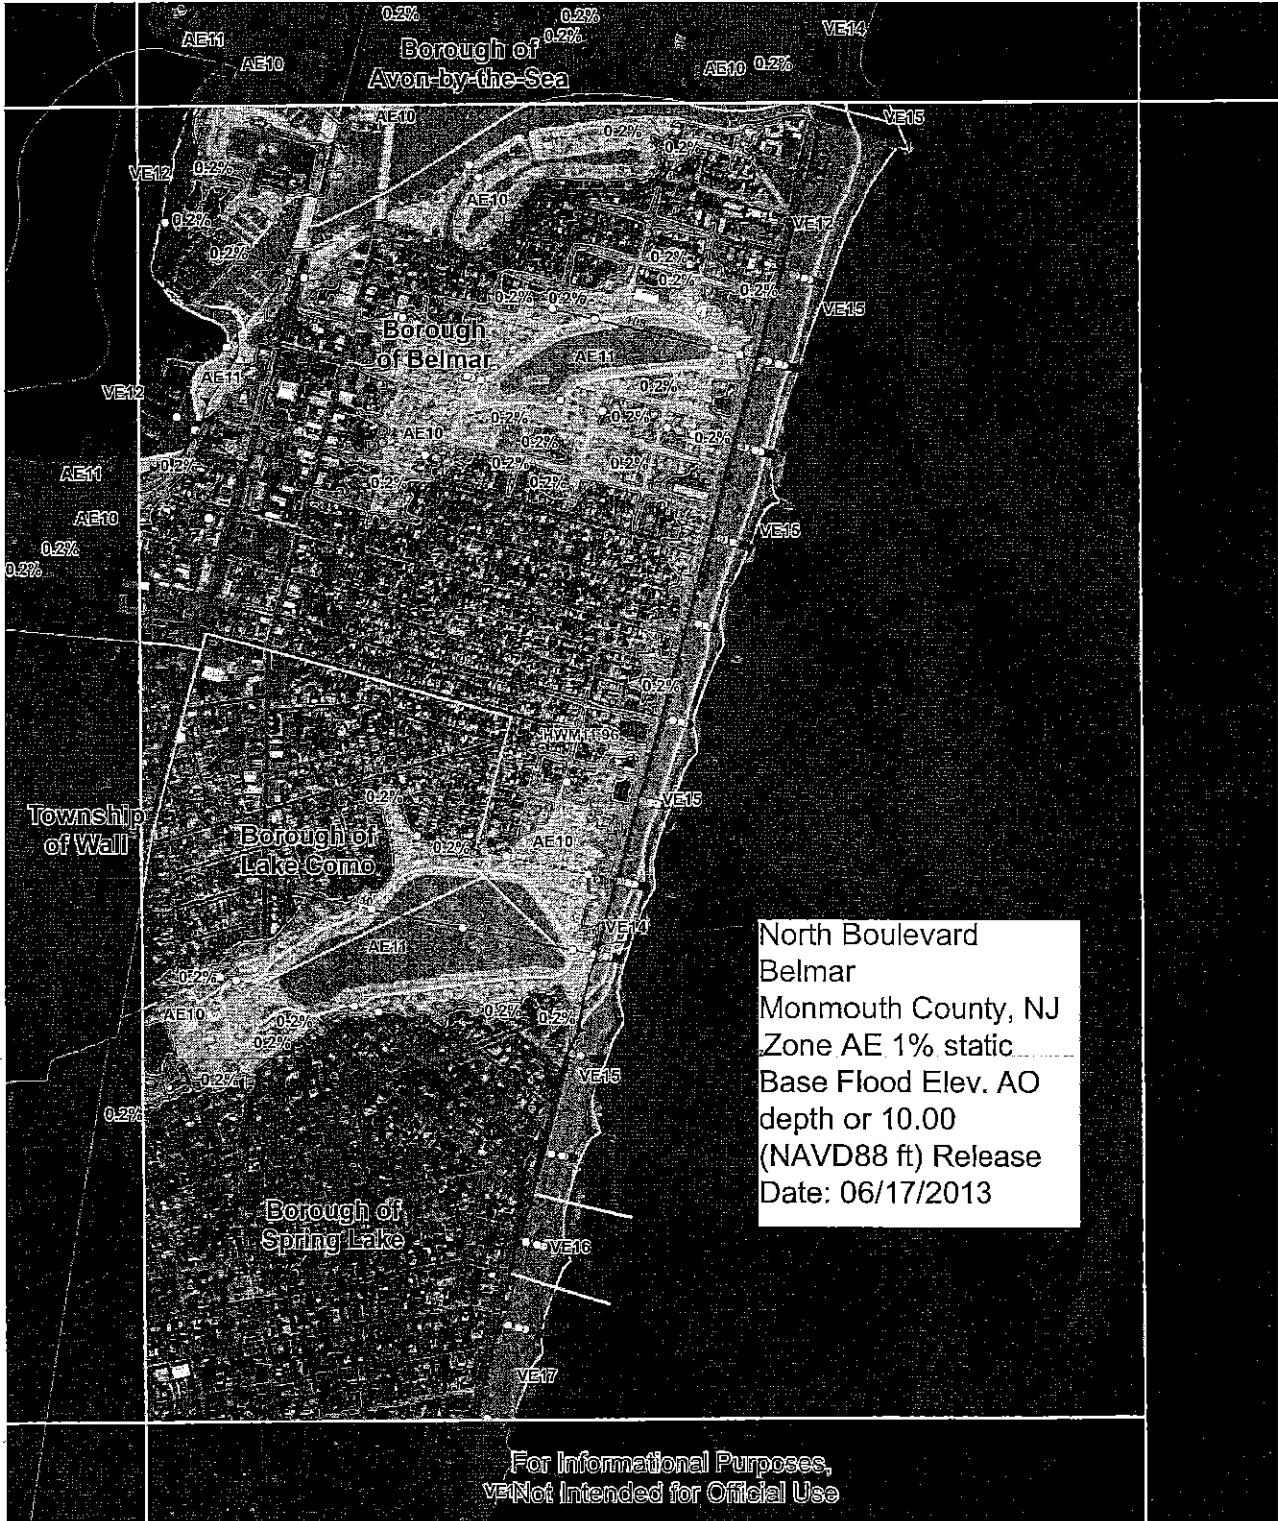 0.2%
0.2%
0.2%
VE14
AE11
AE10
Borough of
Avon-by-the-Sea
AE10
0.2%
AE10
VE15
0.2%
0.2%
VE12
0.2%
AE10
0.2%
0.2%
0.2%
0.2%
0.2%
0.2%
0.2%
VE15
Borough
of Belmar
AE11
AE11
VE12
0.2%
0.2%
0.2%
AE10
0.2%
0.2%
0.2%
0.2%
0.2%
AE11
0.2%
0.2%
AE10
VE15
0.2%
0.2%
0.2%
VE15
0.2%
Township
of Wall
Borough of
Lake Como
0.2%
AE10
VE14
AE11
0.2%
AE10
0.2%
0.2%
0.2%
0.2%
0.2%
VE15
0.2%
North Boulevard
Belmar
Monmouth County, NJ
Zone AE 1% static
Base Flood Elev. AO
depth or 10.00
(NAVD88 ft) Release
Date: 06/17/2013
Borough of
Spring Lake
VE16
VE17
For Informational Purposes,
Not Intended for Official Use